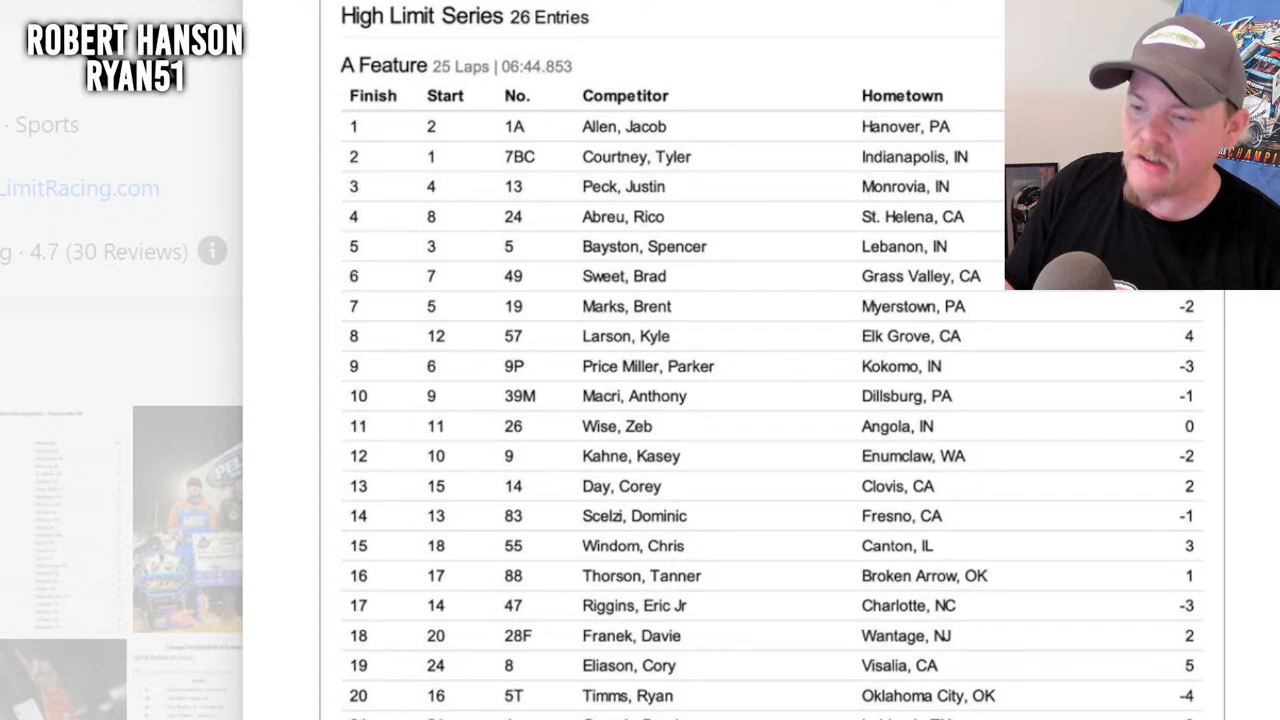 High Limit Series 26 Entries
ROBERT HANSON
RYAN51
A Feature 25 Laps | 06:44.853
Finish Start No. Competitor Hometown
1 2 1A Allen, Jacob Hanover, PA
· Sports
2 1 7BC Courtney, Tyler Indianapolis, IN
CHAMPI
LimitRacing.com
3 4 13 Peck, Justin Monrovia, IN
4 8 24 Abreu, Rico St. Helena, CA
g · 4.7 (30 Reviews)
5 3 5 Bayston, Spencer Lebanon, IN
6 7 49 Sweet, Brad Grass Valley, CA
7 5 19 Marks, Brent Myerstown, PA -2
8 12 57 Larson, Kyle Elk Grove, CA 4
9 6 9P Price Miller, Parker Kokomo, IN -3
10 9 39M Macri, Anthony Dillsburg, PA -1
11 11 26 Wise, Zeb Angola, IN 0
12 10 9 Kahne, Kasey Enumclaw, WA -2
13 15 14 Day, Corey Clovis, CA 2
14 13 83 Scelzi, Dominic Fresno, CA -1
15 18 55 Windom, Chris Canton, IL 3
16 17 88 Thorson, Tanner Broken Arrow, OK 1
17 14 47 Riggins, Eric Jr Charlotte, NC -3
18 20 28F Franek, Davie Wantage, NJ 2
19 24 8 Eliason, Cory Visalia, CA 5
20 16 5T Timms, Ryan Oklahoma City, OK -4